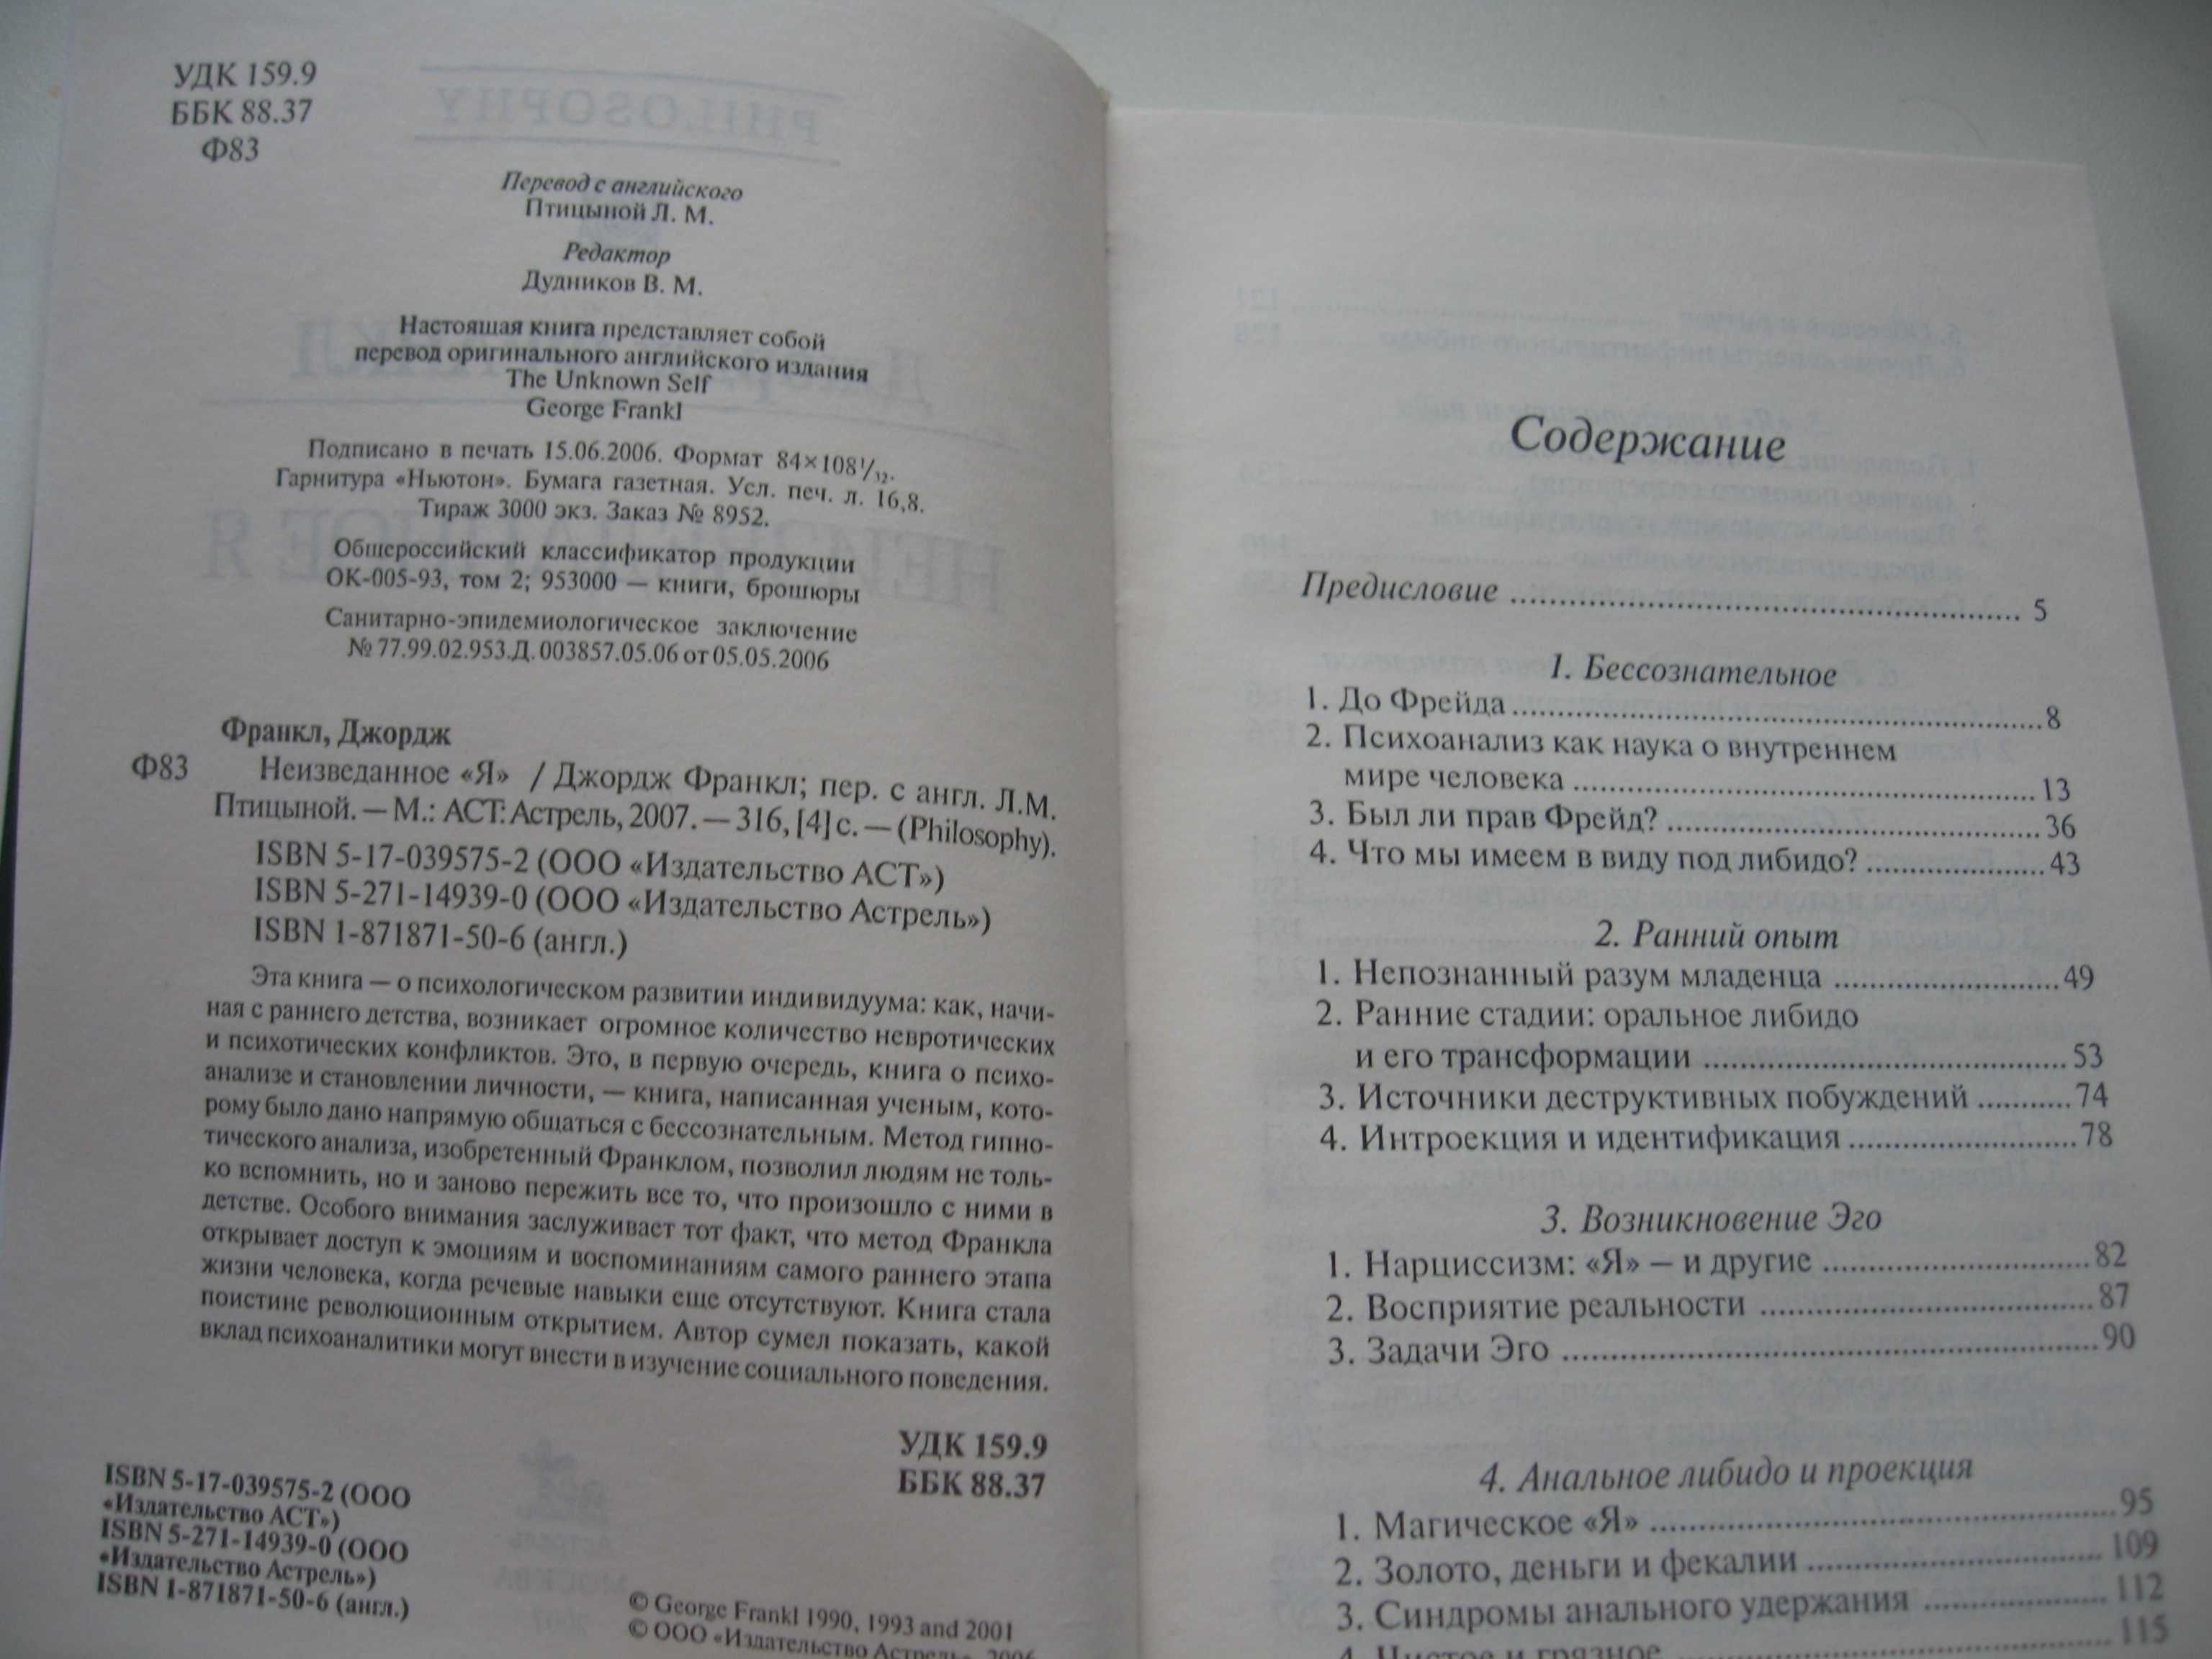 УДК 159.9
ББК 88.37
Ф83
Перевод с английского
Птицыной Л. М.
Редактор
Дудников В. М.
Настоящая книга представляет собой
перевод оригинального английского издания
The Unknown Self
George Frankl
Подписано в печать 15.06.2006. Формат 84×108 1/32.
Гарнитура «Ньютон». Бумага газетная. Усл. печ. л. 16,8.
Тираж 3000 экз. Заказ № 8952.
Общероссийский классификатор продукции
ОК-005-93, том 2; 953000 — книги, брошюры
Санитарно-эпидемиологическое заключение
№ 77.99.02.953.Д.003857.05.06 от 05.05.2006
Франкл, Джордж
Ф83 Неизведанное «Я» / Джордж Франкл; пер. с англ. Л.М.
Птицыной. — М.: АСТ: Астрель, 2007. — 316, [4] с. — (Philosophy).
ISBN 5-17-039575-2 (ООО «Издательство АСТ»)
ISBN 5-271-14939-0 (ООО «Издательство Астрель»)
ISBN 1-871871-50-6 (англ.)
Эта книга — о психологическом развитии индивидуума: как, начи-
ная с раннего детства, возникает огромное количество невротических
и психотических конфликтов. Это, в первую очередь, книга о психо-
анализе и становлении личности, — книга, написанная ученым, кото-
рому было дано напрямую общаться с бессознательным. Метод гипно-
тического анализа, изобретенный Франклом, позволил людям не толь-
ко вспомнить, но и заново пережить все то, что произошло с ними в
детстве. Особого внимания заслуживает тот факт, что метод Франкла
открывает доступ к эмоциям и воспоминаниям самого раннего этапа
жизни человека, когда речевые навыки еще отсутствуют. Книга стала
поистине революционным открытием. Автор сумел показать, какой
вклад психоаналитики могут внести в изучение социального поведения.
УДК 159.9
ББК 88.37
ISBN 5-17-039575-2 (ООО
«Издательство АСТ»)
ISBN 5-271-14939-0 (ООО
«Издательство Астрель»)
ISBN 1-871871-50-6 (англ.)
© George Frankl 1990, 1993 and 2001
© ООО «Издательство Астрель», 2006
Содержание
Предисловие ........ 5
1. Бессознательное
1. До Фрейда ........ 8
2. Психоанализ как наука о внутреннем
мире человека ........ 13
3. Был ли прав Фрейд? ........ 36
4. Что мы имеем в виду под либидо? ........ 43
2. Ранний опыт
1. Непознанный разум младенца ........ 49
2. Ранние стадии: оральное либидо
и его трансформации ........ 53
3. Источники деструктивных побуждений ........ 74
4. Интроекция и идентификация ........ 78
3. Возникновение Эго
1. Нарциссизм: «Я» – и другие ........ 82
2. Восприятие реальности ........ 87
3. Задачи Эго ........ 90
4. Анальное либидо и проекция
1. Магическое «Я» ........ 95
2. Золото, деньги и фекалии ........ 109
3. Синдромы анального удержания ........ 112
4. Чистое и грязное ........ 115